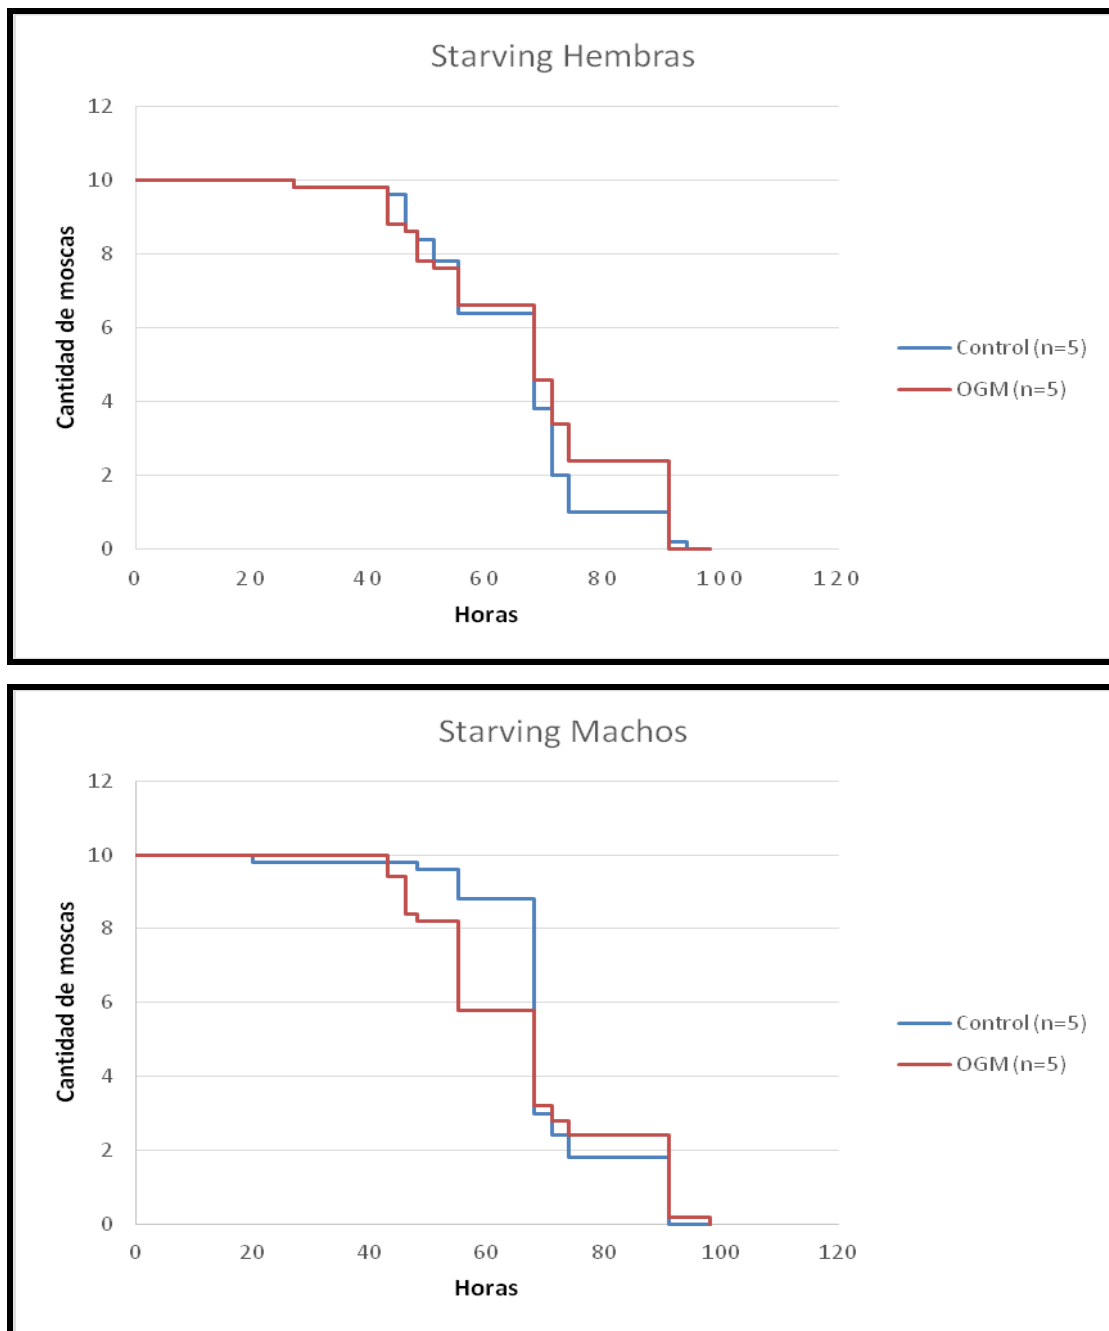 Starving Hembras
12
10
8
6
4
2
0
Cantidad de moscas
0 20 40 60 80 100 120
Horas
Control (n=5)
OGM (n=5)
Starving Machos
12
10
8
6
4
2
0
Cantidad de moscas
0 20 40 60 80 100 120
Horas
Control (n=5)
OGM (n=5)